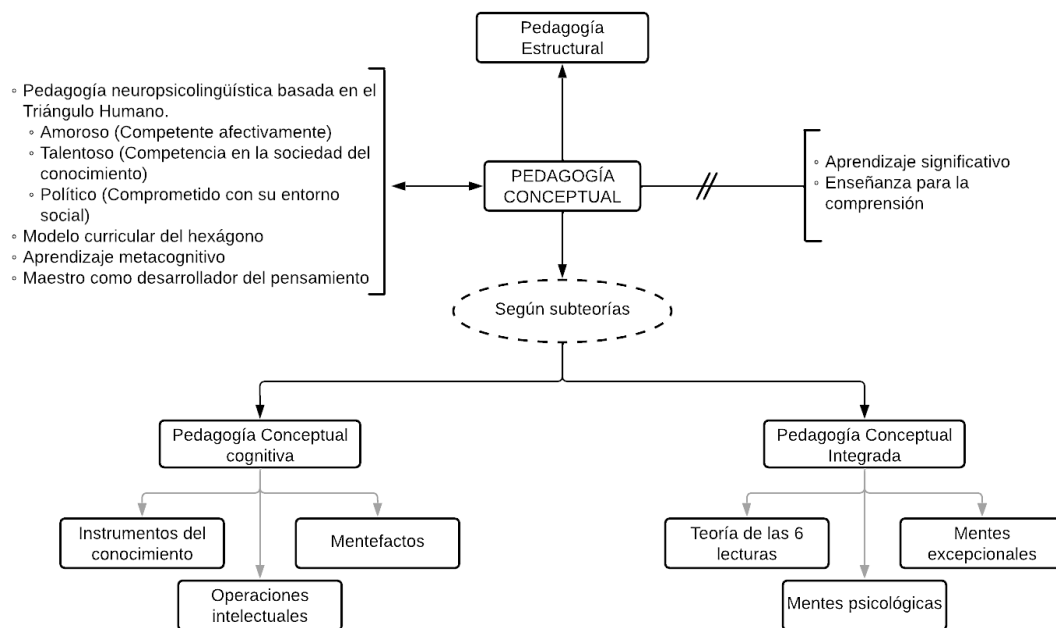 Pedagogía
Estructural
◦ Pedagogía neuropsicolingüística basada en el
Triángulo Humano.
◦ Amoroso (Competente afectivamente)
◦ Talentoso (Competencia en la sociedad del
conocimiento)
◦ Político (Comprometido con su entorno
social)
◦ Modelo curricular del hexágono
◦ Aprendizaje metacognitivo
◦ Maestro como desarrollador del pensamiento
PEDAGOGÍA
CONCEPTUAL
◦ Aprendizaje significativo
◦ Enseñanza para la
comprensión
Según subteorías
Pedagogía Conceptual
cognitiva
Pedagogía Conceptual
Integrada
Instrumentos del
conocimiento
Mentefactos
Operaciones
intelectuales
Teoría de las 6
lecturas
Mentes
excepcionales
Mentes psicológicas